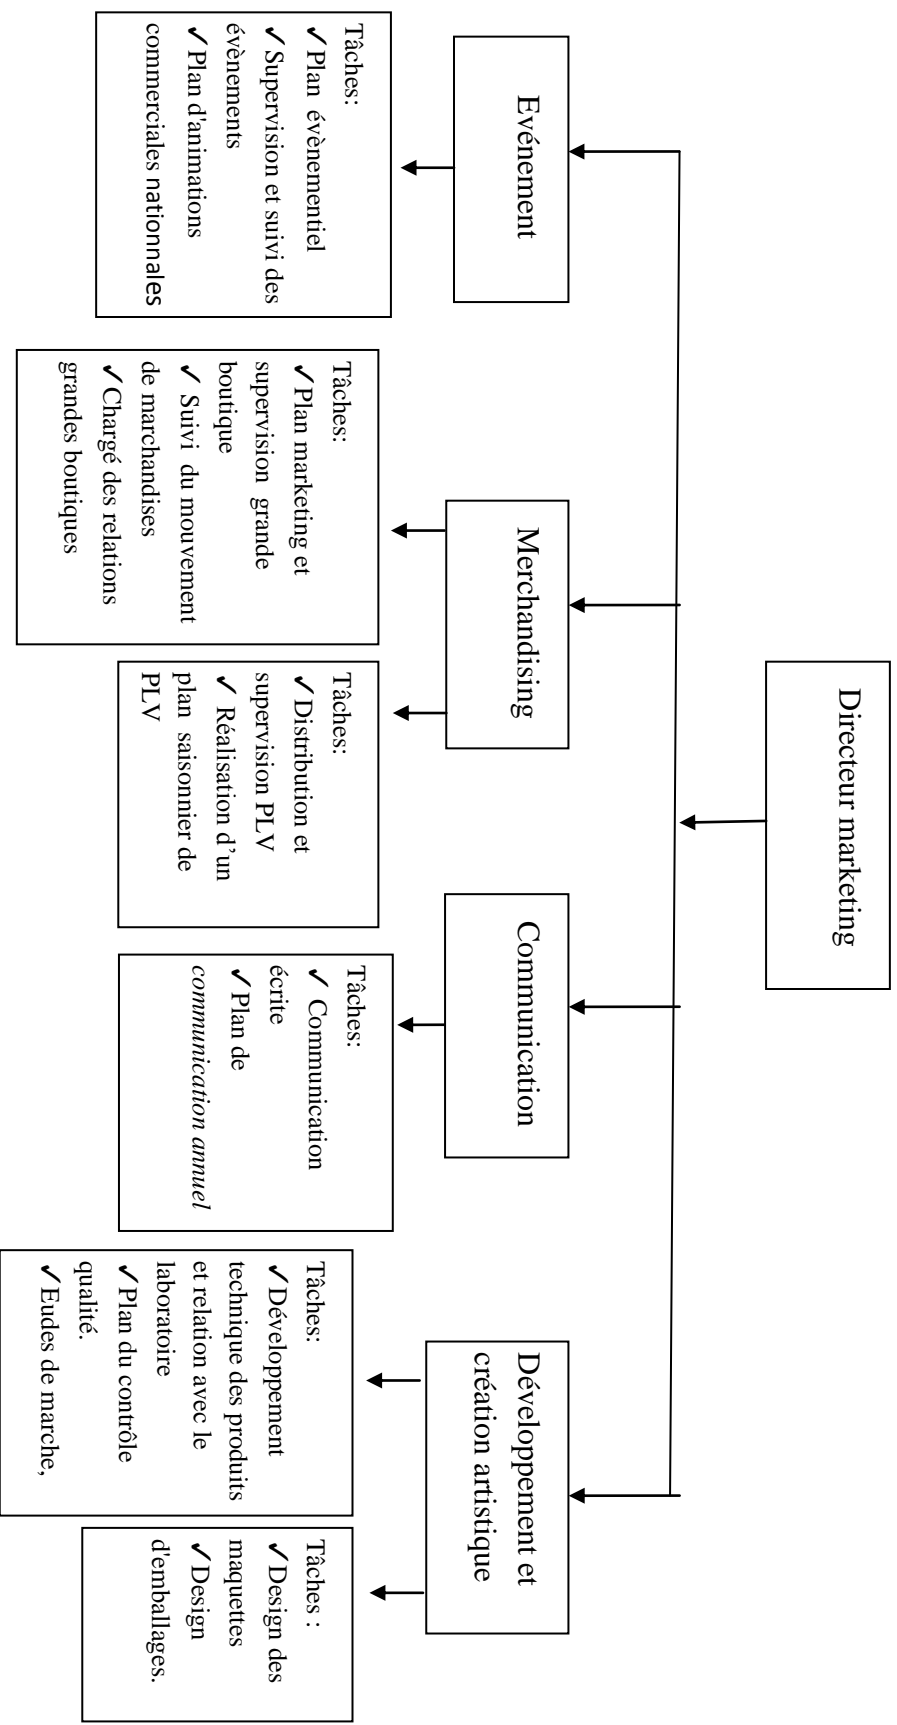 Directeur marketing
Evénement
Merchandising
Communication
Développement et
création artistique
Tâches:
✓ Plan évènementiel
✓ Supervision et suivi des
évènements
✓ Plan d'animations
commerciales nationnales
Tâches:
✓ Plan marketing et
supervision grande
boutique
✓ Suivi du mouvement
de marchandises
✓ Chargé des relations
grandes boutiques
Tâches:
✓ Distribution et
supervision PLV
✓ Réalisation d'un
plan saisonnier de
PLV
Tâches:
✓ Communication
écrite
✓ Plan de
communication annuel
Tâches:
✓ Développement
technique des produits
et relation avec le
laboratoire
✓ Plan du contrôle
qualité.
✓ Eudes de marche,
Tâches :
✓ Design des
maquettes
✓ Design
d'emballages.